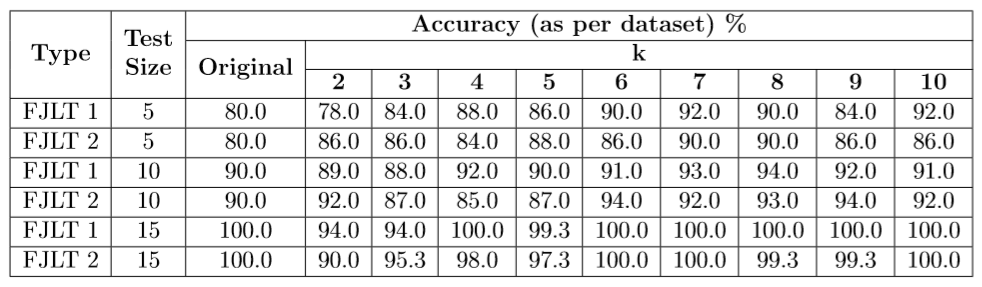 Accuracy (as per dataset) %
Type Test Size Original k
2 3 4 5 6 7 8 9 10
FJLT 1 5 80.0 78.0 84.0 88.0 86.0 90.0 92.0 90.0 84.0 92.0
FJLT 2 5 80.0 86.0 86.0 84.0 88.0 86.0 90.0 90.0 86.0 86.0
FJLT 1 10 90.0 89.0 88.0 92.0 90.0 91.0 93.0 94.0 92.0 91.0
FJLT 2 10 90.0 92.0 87.0 85.0 87.0 94.0 92.0 93.0 94.0 92.0
FJLT 1 15 100.0 94.0 94.0 100.0 99.3 100.0 100.0 100.0 100.0 100.0
FJLT 2 15 100.0 90.0 95.3 98.0 97.3 100.0 100.0 99.3 99.3 100.0